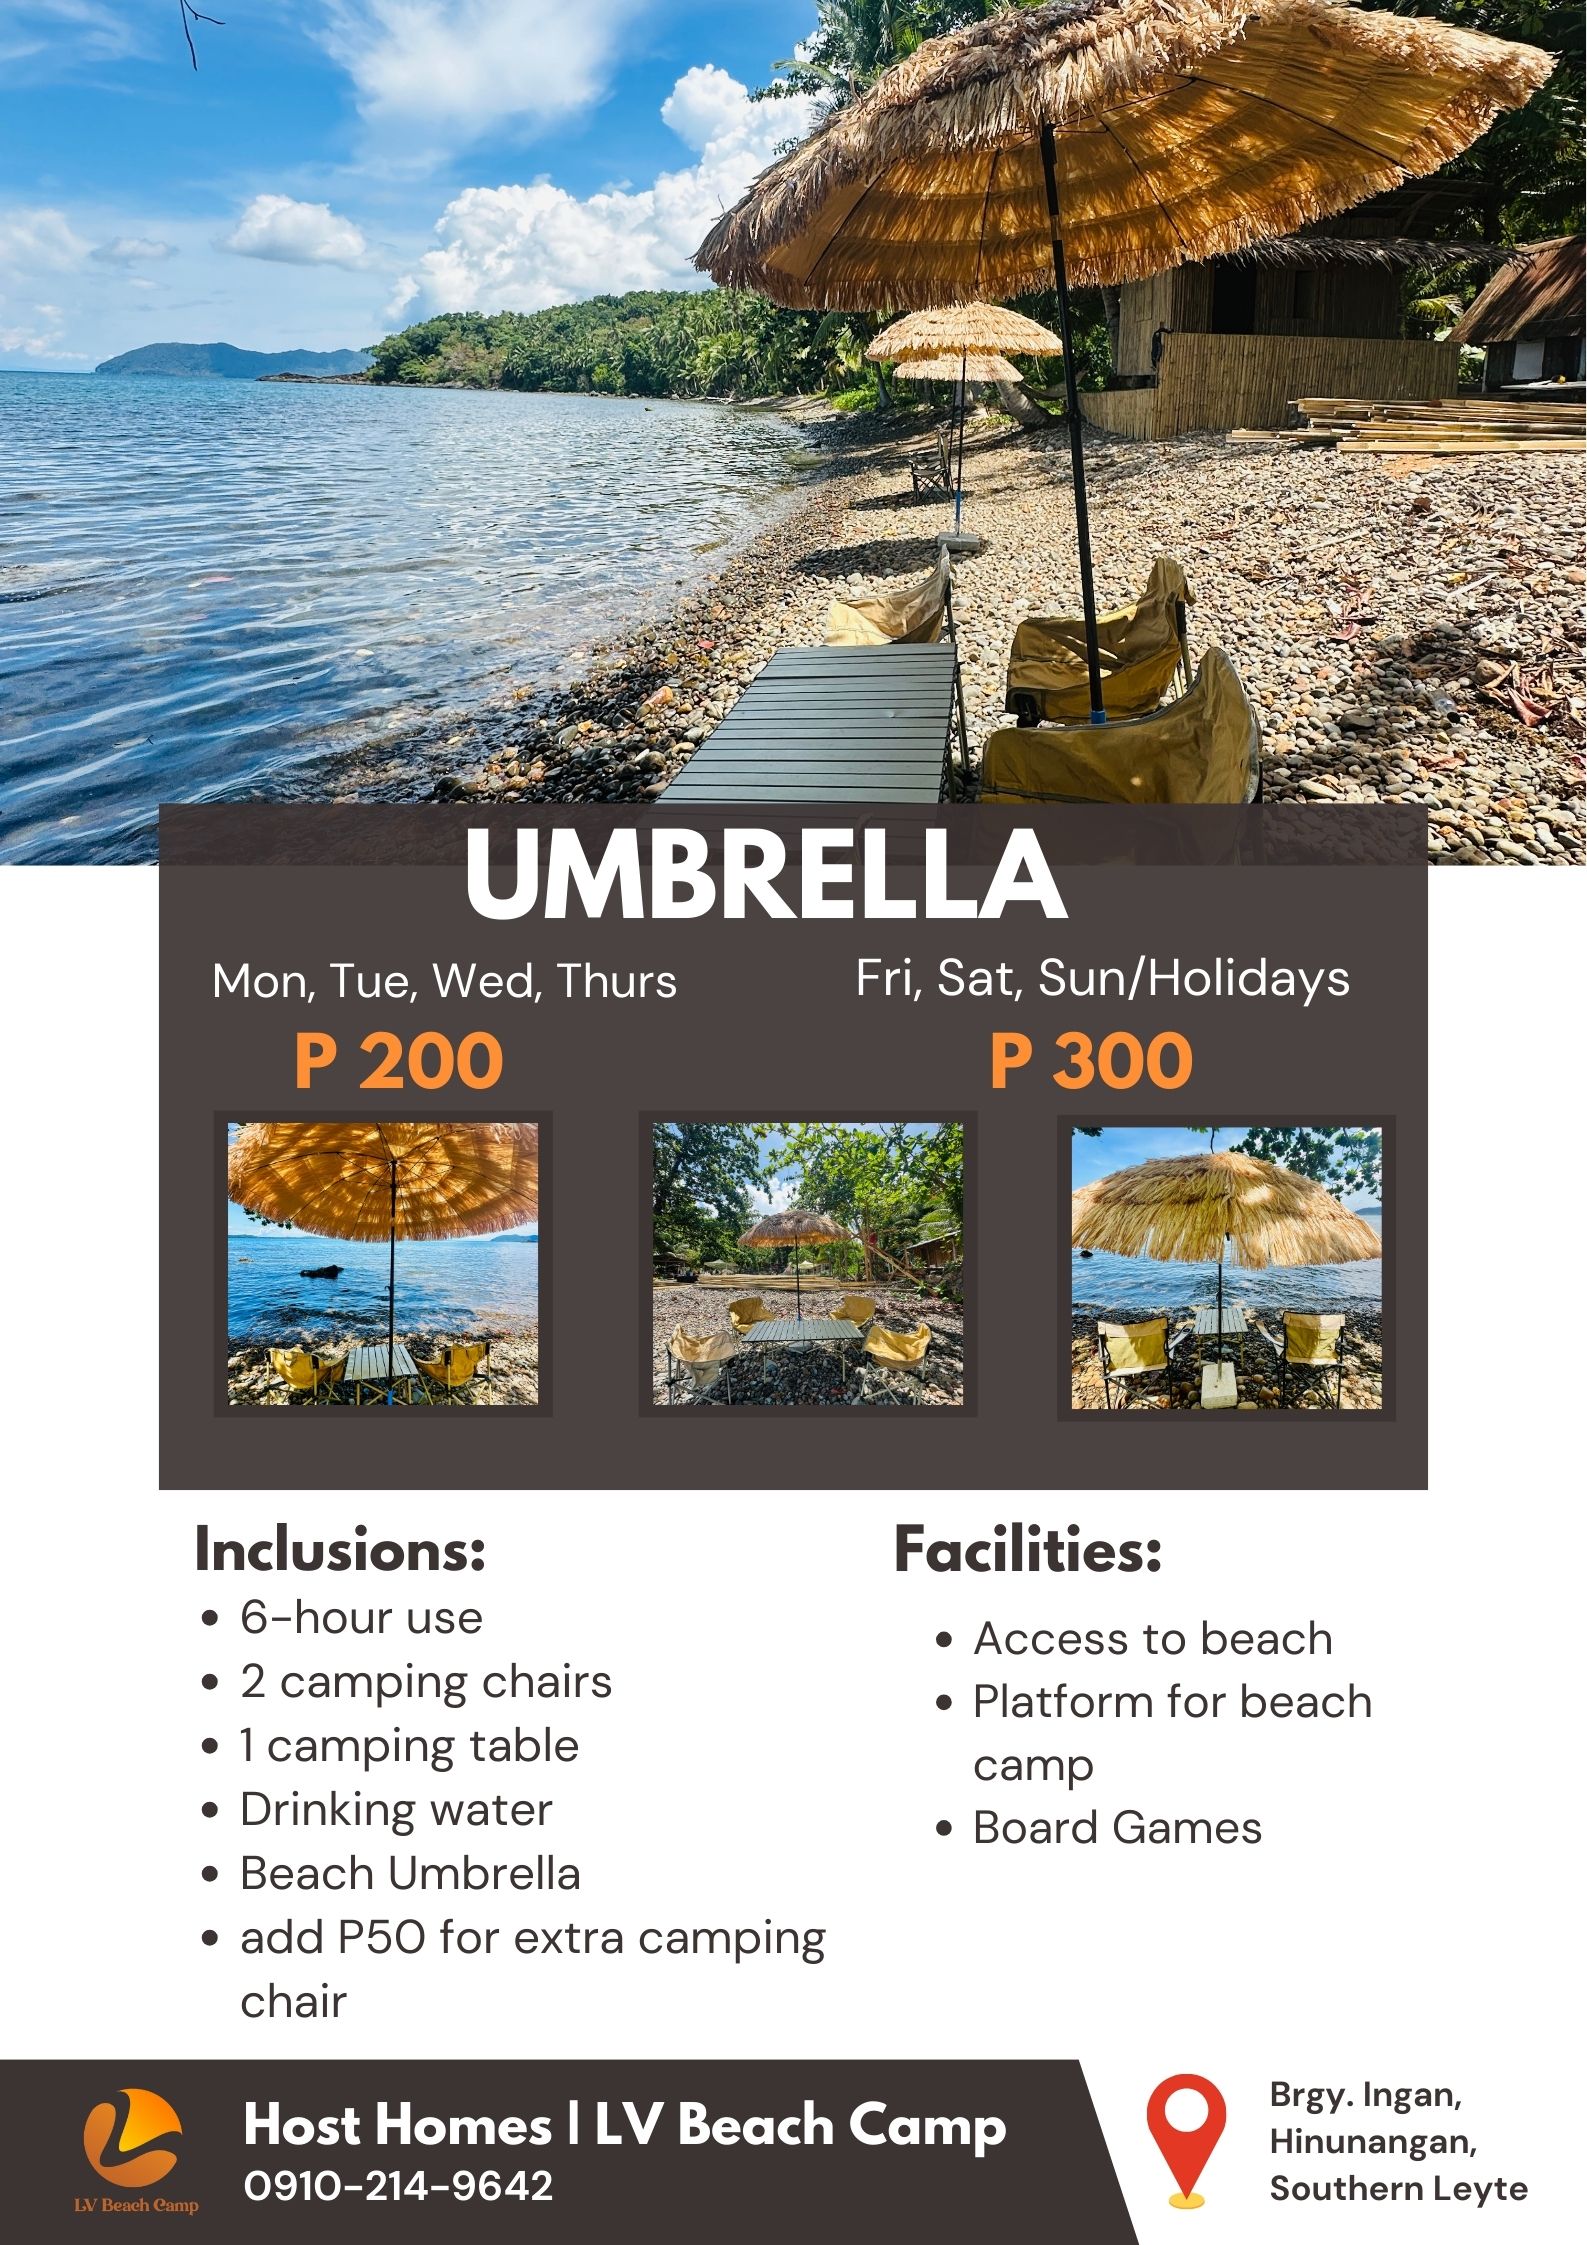 UMBRELLA
Mon, Tue, Wed, Thurs
P 200
Fri, Sat, Sun/Holidays
P 300
Inclusions:
• 6-hour use
• 2 camping chairs
• 1 camping table
• Drinking water
• Beach Umbrella
• add P50 for extra camping
chair
Facilities:
• Access to beach
• Platform for beach
camp
• Board Games
LV Beach Camp
Host Homes | LV Beach Camp
0910-214-9642
Brgy. Ingan,
Hinunangan,
Southern Leyte